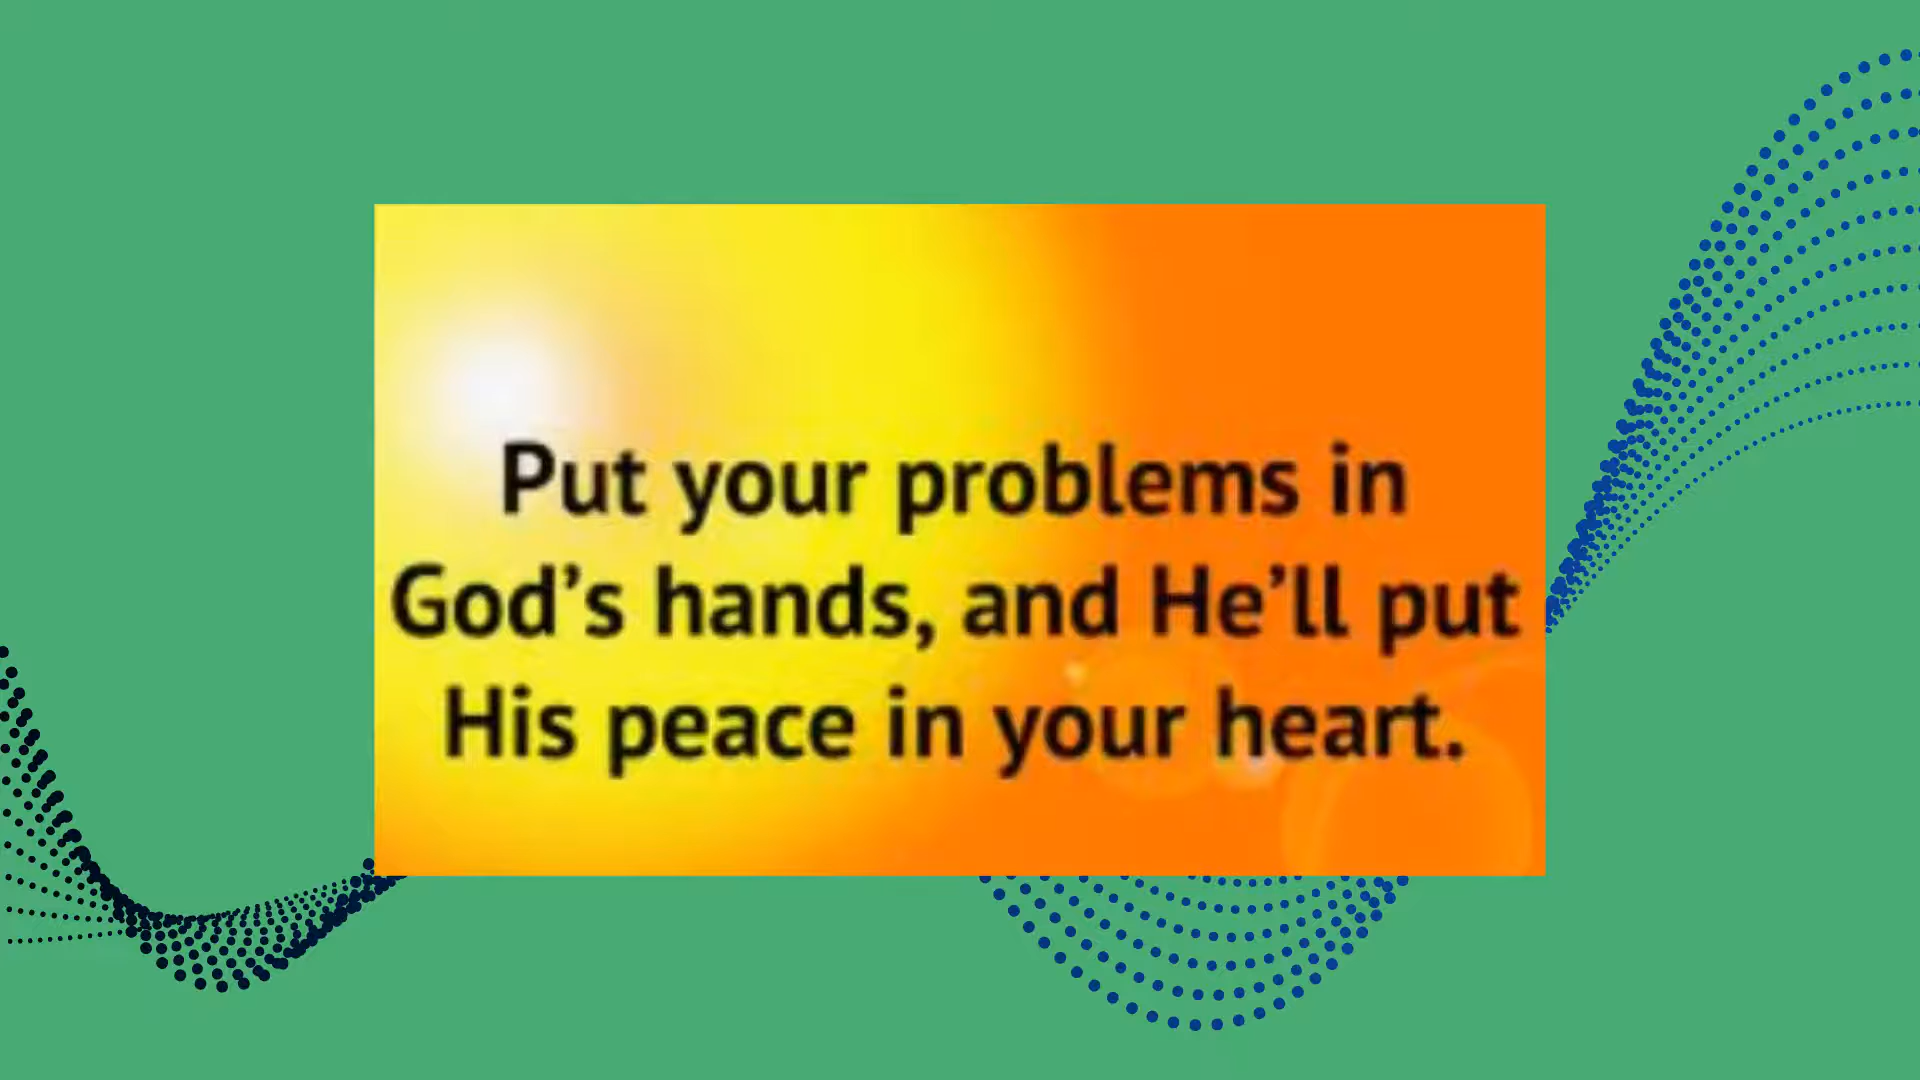 Put your problems in
God’s hands, and He’ll put
His peace in your heart.